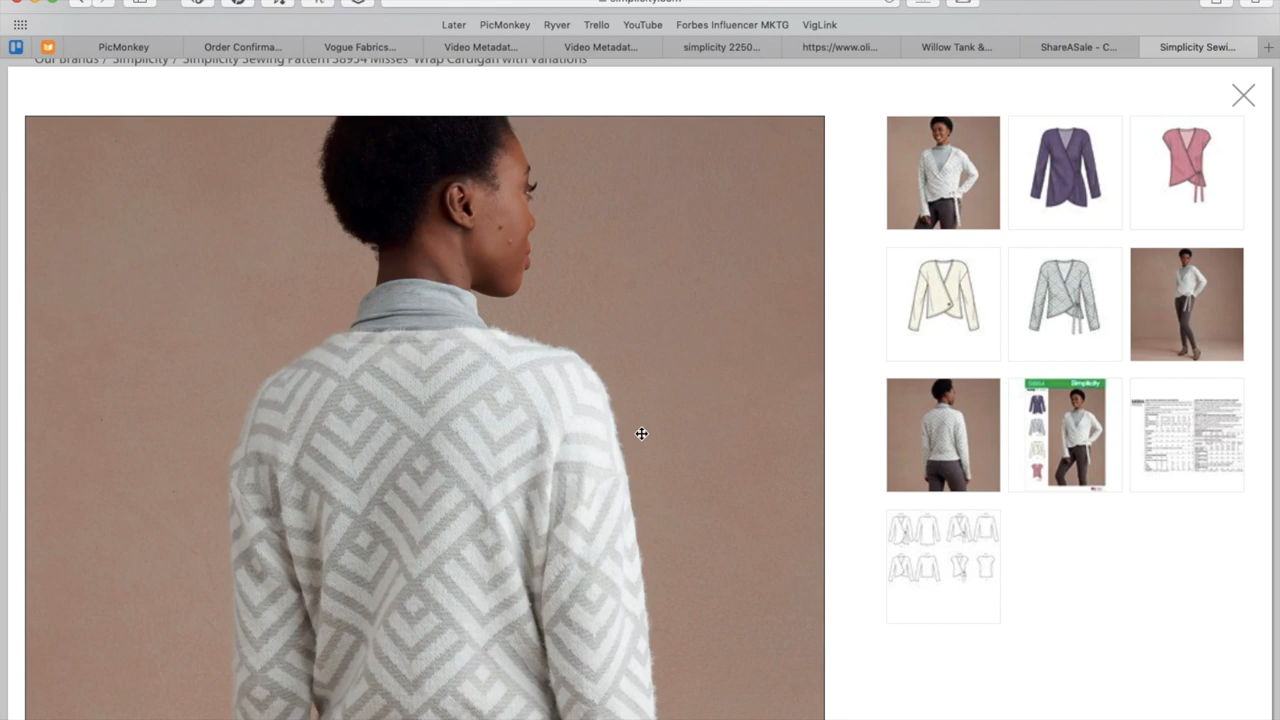 simplicity.com
Later PicMonkey Ryver Trello YouTube Forbes Influencer MKTG VigLink
PicMonkey Order Confirma... Vogue Fabrics... Video Metadat... Video Metadat... simplicity 2250... https://www.oli... Willow Tank &... ShareASale - C... Simplicity Sewi...
Our Brands / Simplicity / Simplicity Sewing Pattern S8954 Misses' Wrap Cardigan with Variations
Simplicity